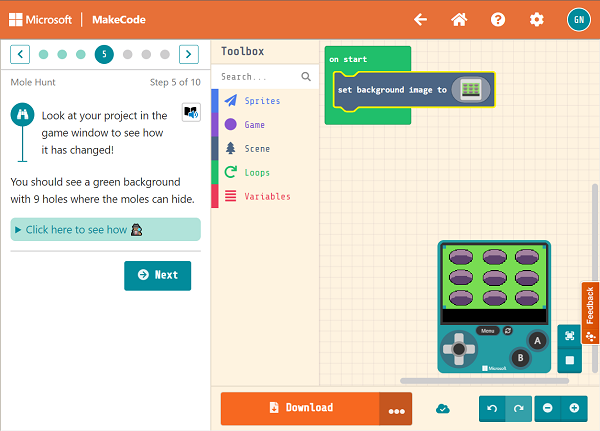 Microsoft
MakeCode
GN
5
Mole Hunt
Step 5 of 10
Look at your project in the
game window to see how
it has changed!
You should see a green background
with 9 holes where the moles can hide.
Click here to see how
Next
Toolbox
Search...
Sprites
Game
Scene
Loops
Variables
on start
set background image to
Menu
A
B
Microsoft
Feedback
Download